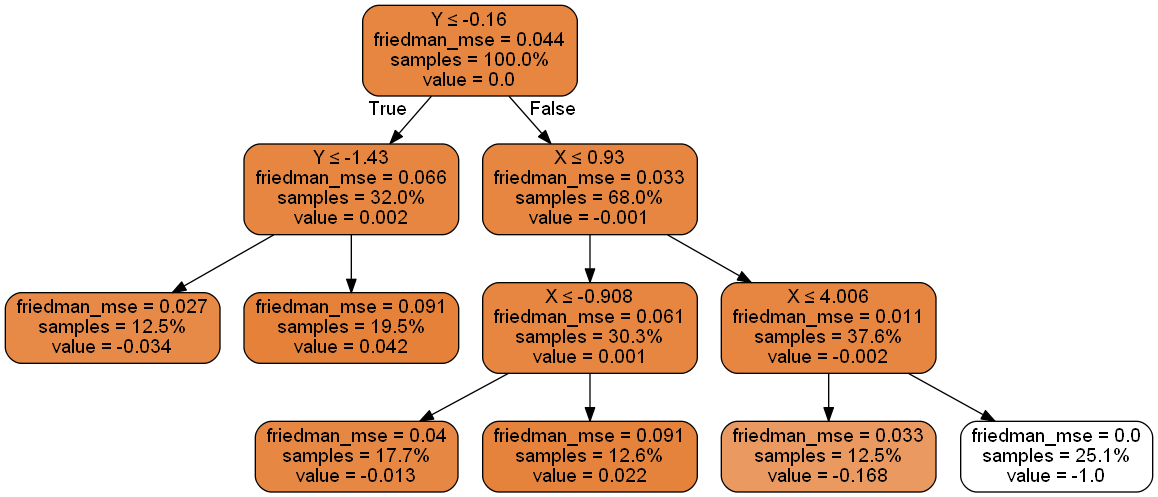 Y ≤ -0.16
friedman_mse = 0.044
samples = 100.0%
value = 0.0
True
False
Y ≤ -1.43
friedman_mse = 0.066
samples = 32.0%
value = 0.002
X ≤ 0.93
friedman_mse = 0.033
samples = 68.0%
value = -0.001
friedman_mse = 0.027
samples = 12.5%
value = -0.034
friedman_mse = 0.091
samples = 19.5%
value = 0.042
X ≤ -0.908
friedman_mse = 0.061
samples = 30.3%
value = 0.001
X ≤ 4.006
friedman_mse = 0.011
samples = 37.6%
value = -0.002
friedman_mse = 0.04
samples = 17.7%
value = -0.013
friedman_mse = 0.091
samples = 12.6%
value = 0.022
friedman_mse = 0.033
samples = 12.5%
value = -0.168
friedman_mse = 0.0
samples = 25.1%
value = -1.0